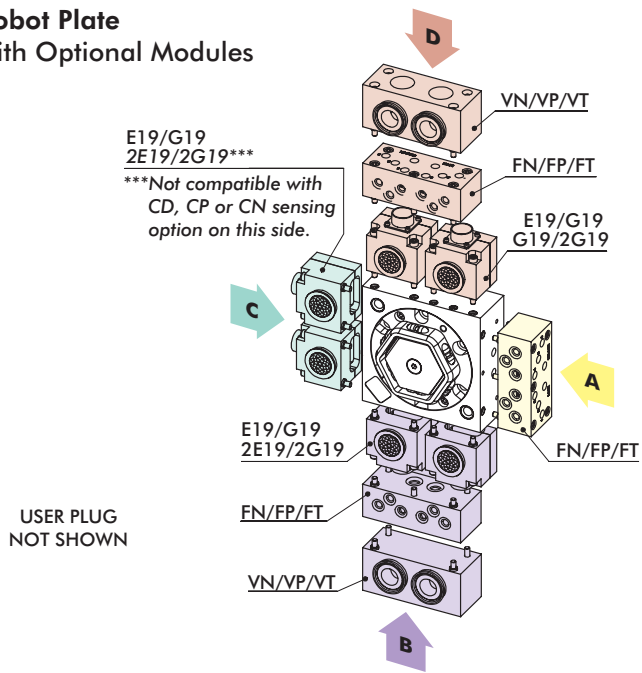 obot Plate
ith Optional Modules
D
VN/VP/VT
E19/G19
2E19/2G19***
***Not compatible with
CD, CP or CN sensing
option on this side.
FN/FP/FT
E19/G19
G19/2G19
C
A
E19/G19
2E19/2G19
FN/FP/FT
FN/FP/FT
USER PLUG
NOT SHOWN
VN/VP/VT
B